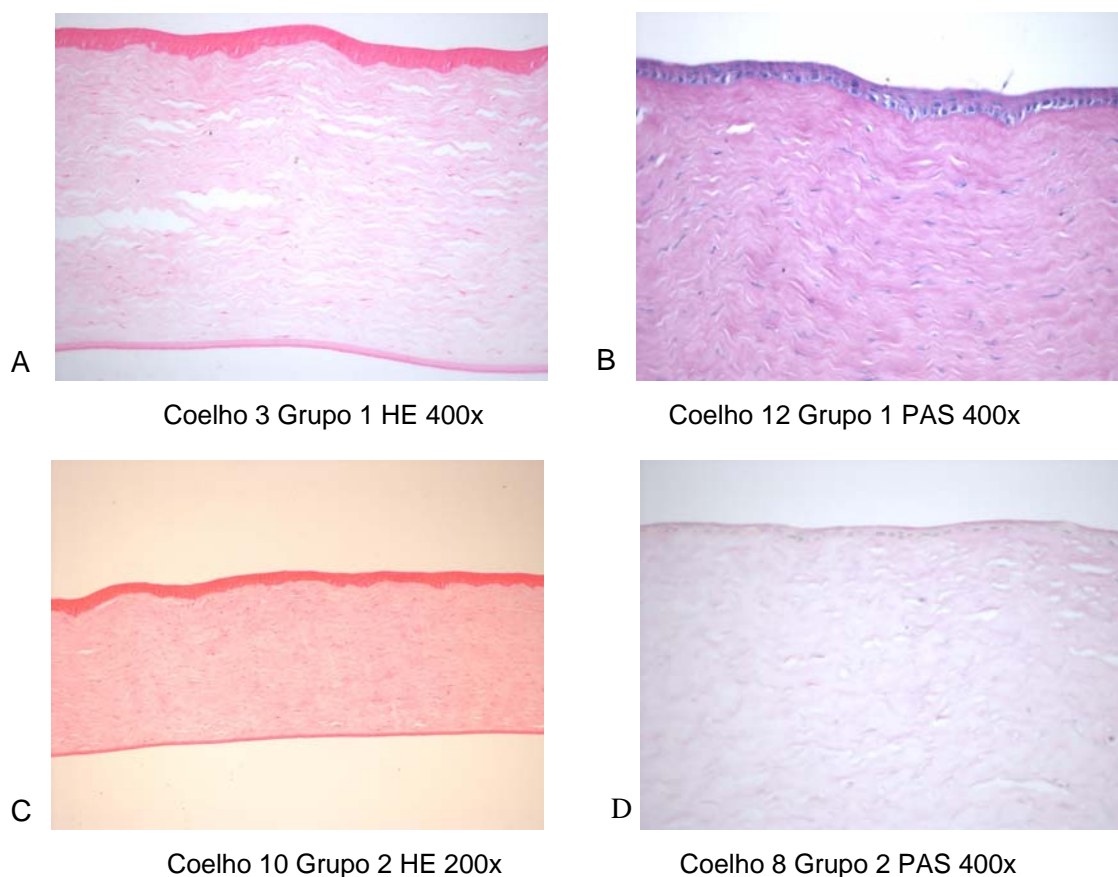 A
B
Coelho 3 Grupo 1 HE 400x
Coelho 12 Grupo 1 PAS 400x
C
D
Coelho 10 Grupo 2 HE 200x
Coelho 8 Grupo 2 PAS 400x